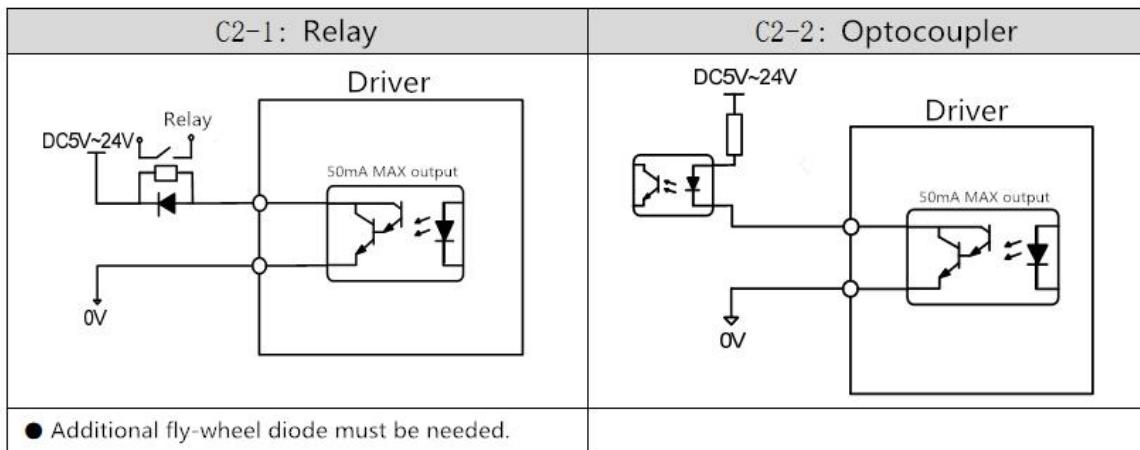 C2-1: Relay
C2-2: Optocoupler
Driver
Relay
DC5V~24V
50mA MAX output
0V
DC5V~24V
Driver
50mA MAX output
0V
● Additional fly-wheel diode must be needed.